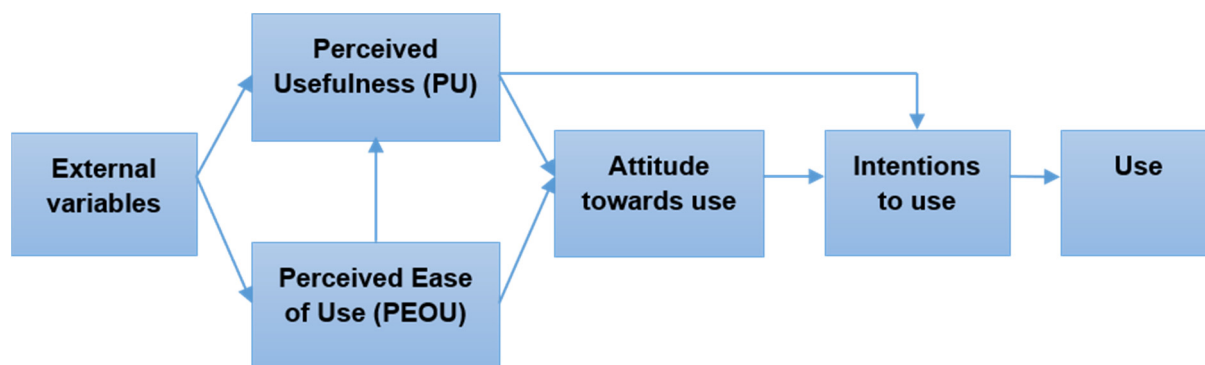 Perceived
Usefulness (PU)
External
variables
Perceived Ease
of Use (PEOU)
Attitude
towards use
Intentions
to use
Use